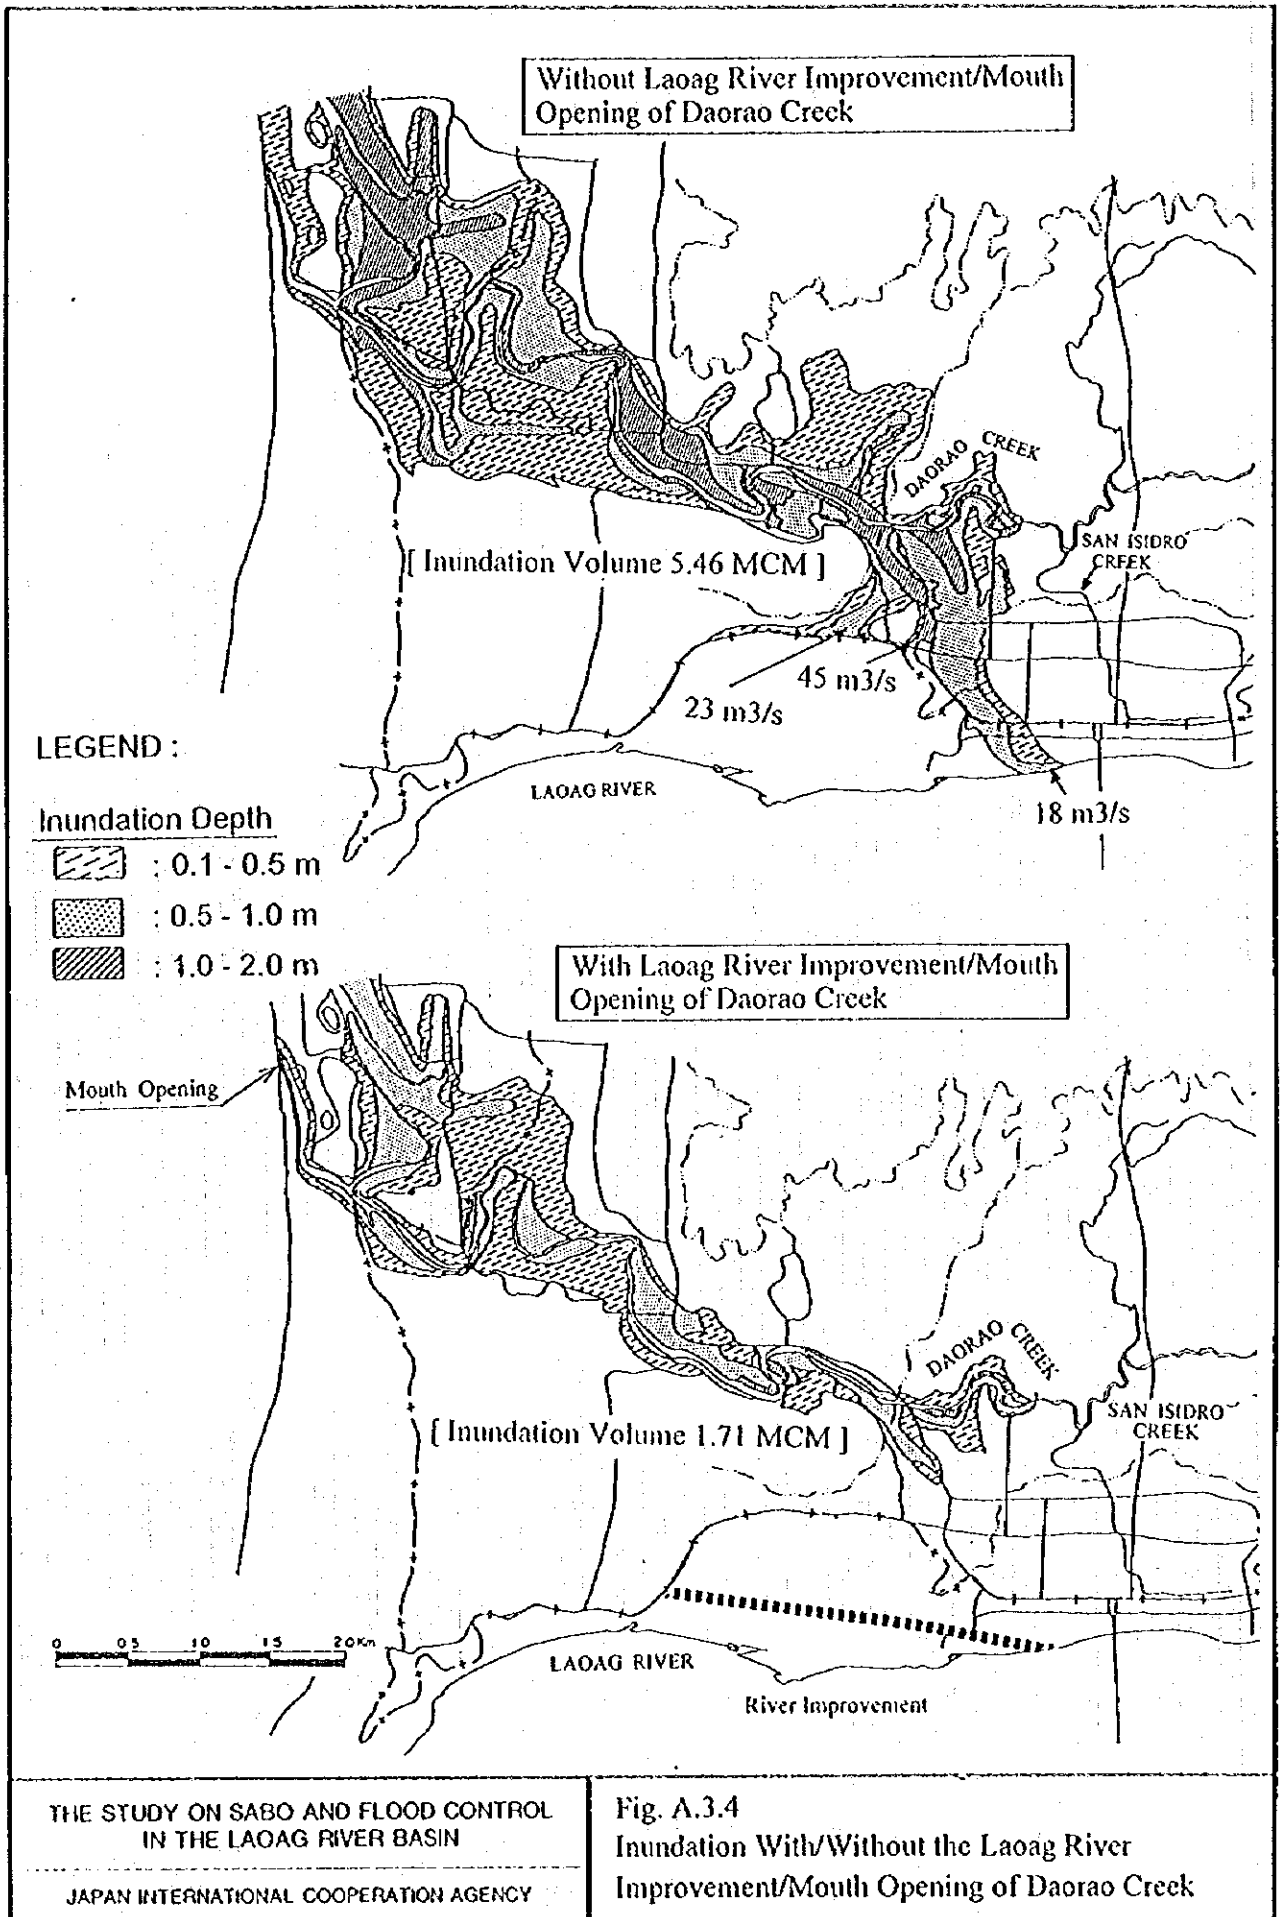 Without Laoag River Improvement/Mouth
Opening of Daorao Creek
DAORAO CREEK
SAN ISIDRO
CREEK
[ Inundation Volume 5.46 MCM ]
45 m3/s
23 m3/s
18 m3/s
LAOAG RIVER
LEGEND :
Inundation Depth
: 0.1 - 0.5 m
: 0.5 - 1.0 m
: 1.0 - 2.0 m
With Laoag River Improvement/Mouth
Opening of Daorao Creek
Mouth Opening
DAORAO CREEK
SAN ISIDRO
CREEK
[ Inundation Volume 1.71 MCM ]
0 0.5 1.0 1.5 2.0 Km
LAOAG RIVER
River Improvement
THE STUDY ON SABO AND FLOOD CONTROL
IN THE LAOAG RIVER BASIN
JAPAN INTERNATIONAL COOPERATION AGENCY
Fig. A.3.4
Inundation With/Without the Laoag River
Improvement/Mouth Opening of Daorao Creek